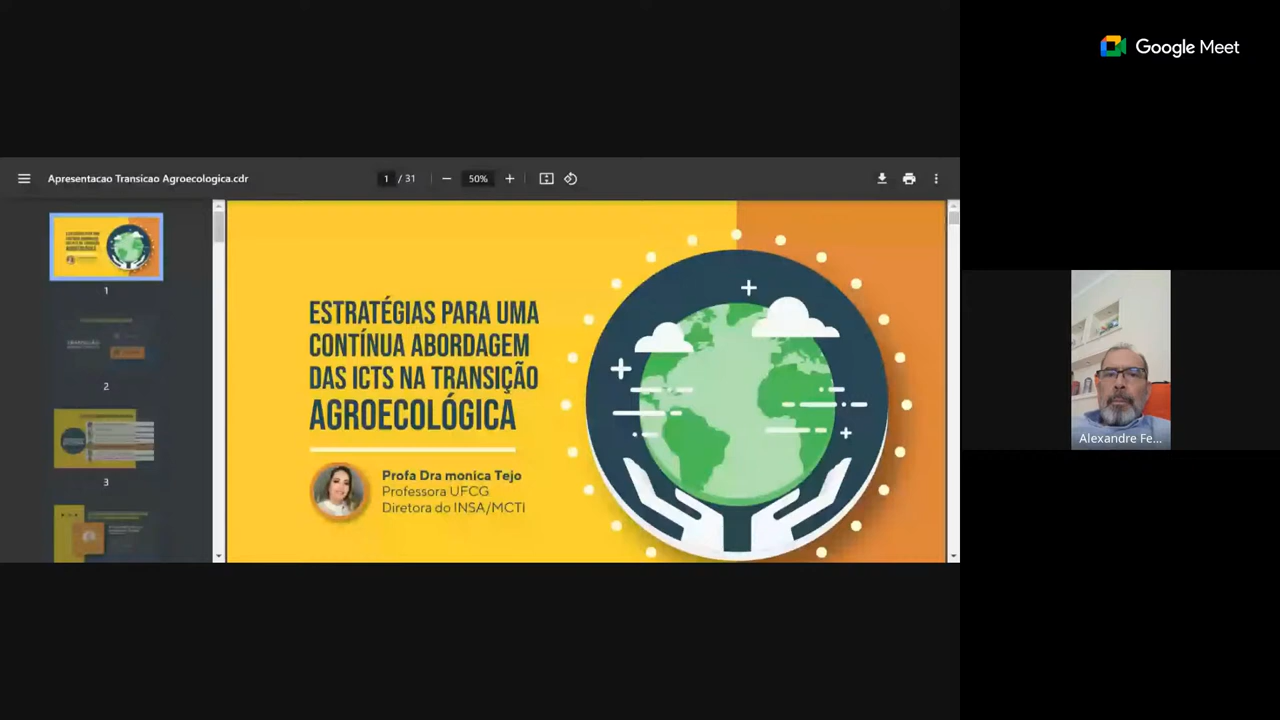 Google Meet
Apresentacao Transicao Agroecologica.cdr
1 / 31
50%
1
2
3
ESTRATÉGIAS PARA UMA
CONTÍNUA ABORDAGEM
DAS ICTS NA TRANSIÇÃO
AGROECOLÓGICA
Profa Dra monica Tejo
Professora UFCG
Diretora do INSA/MCTI
Alexandre Fe...